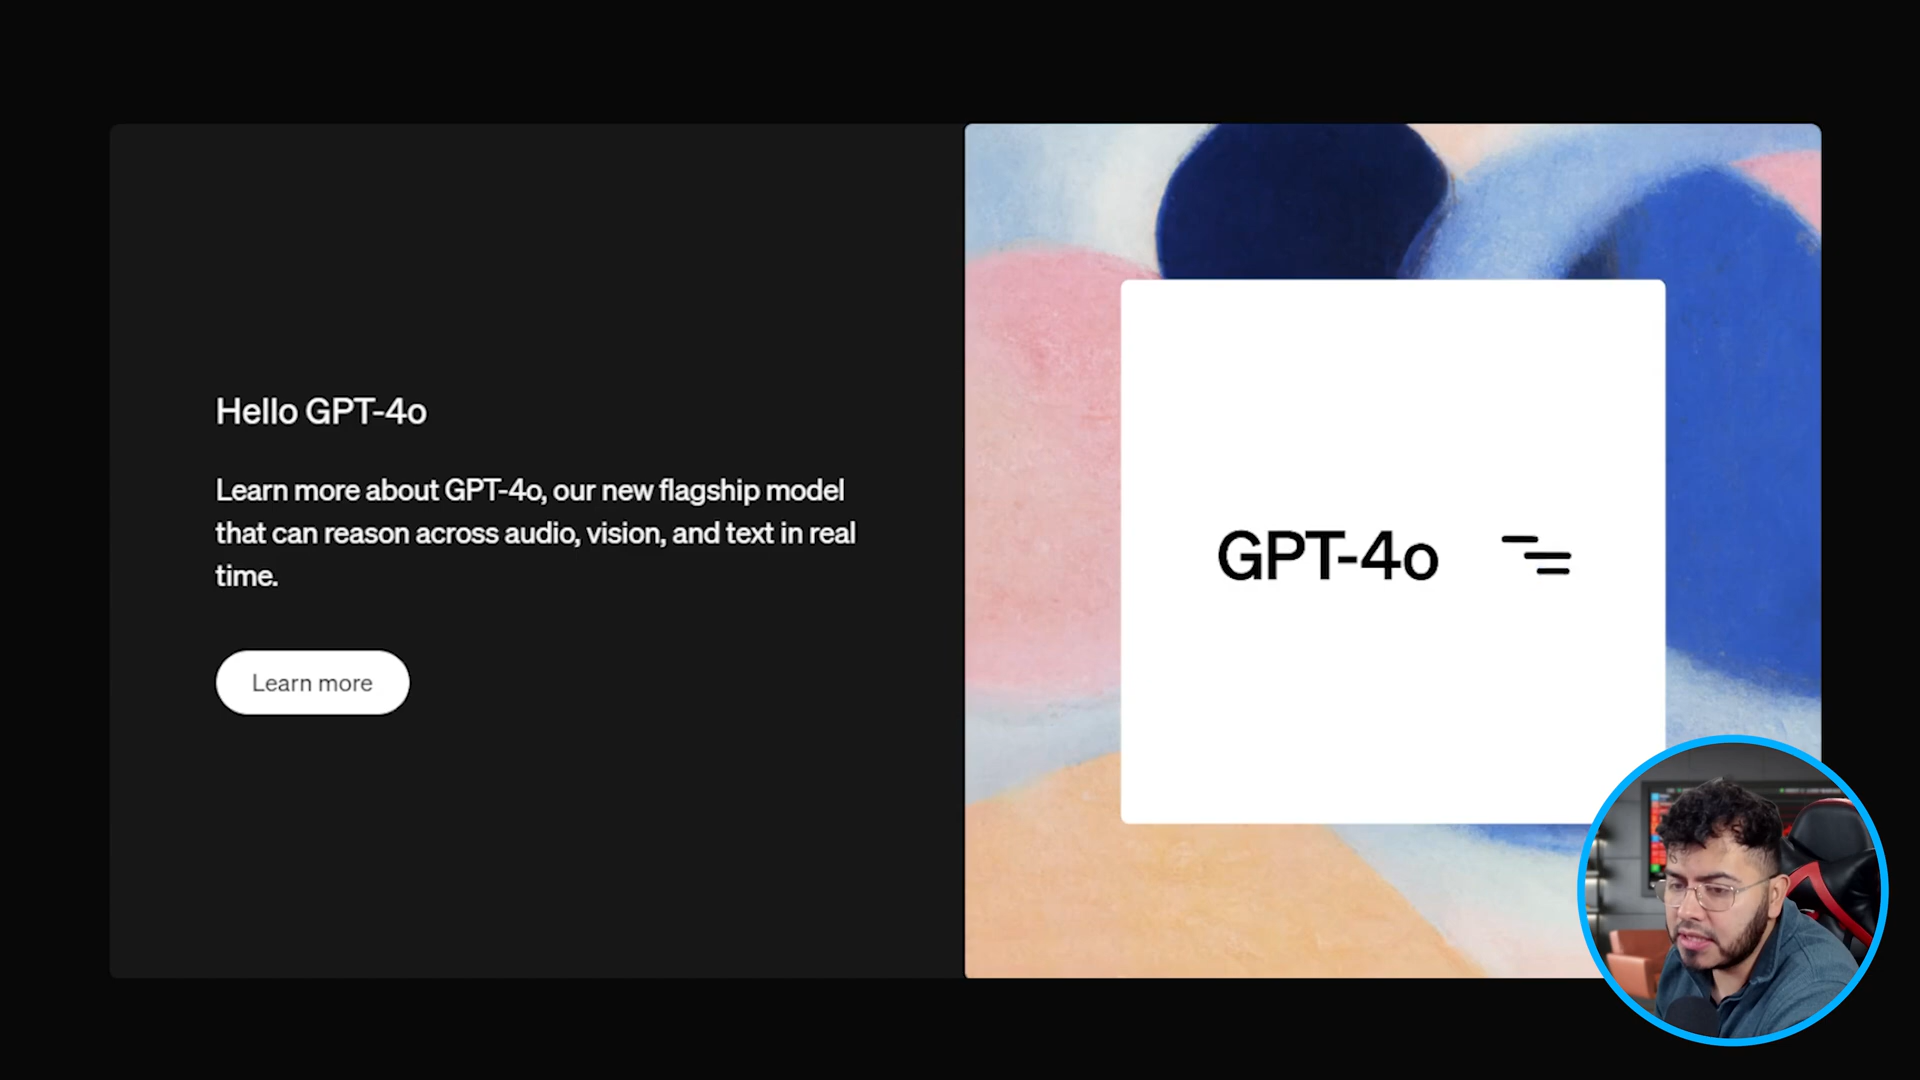 Hello GPT-4o
Learn more about GPT-4o, our new flagship model
that can reason across audio, vision, and text in real
time.
Learn more
GPT-4o